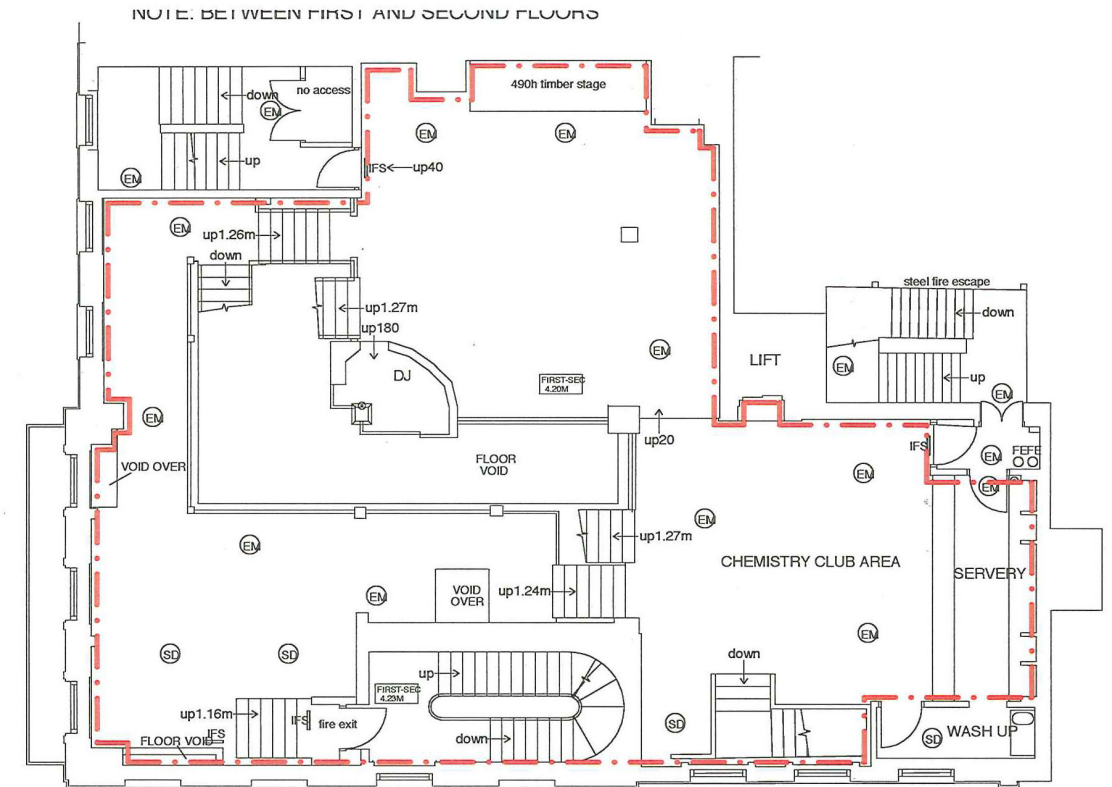 NOTE: BETWEEN FIRST AND SECOND FLOORS
490h timber stage
down
no access
EM
EM
EM
up
EM
IFS
up40
EM
up1.26m
down
steel fire escape
up1.27m
down
up180
EM
LIFT
EM
DJ
up
FIRST-SEC
4.20M
EM
EM
up20
IFS
FEFE
EM
FLOOR
VOID
VOID OVER
EM
EM
EM
up1.27m
EM
CHEMISTRY CLUB AREA
SERVERY
VOID
OVER
up1.24m
EM
EM
SD
SD
down
up
FIRST-SEC
4.23M
up1.16m
IFS
fire exit
SD
IFS
FLOOR VOID
down
SD
WASH UP